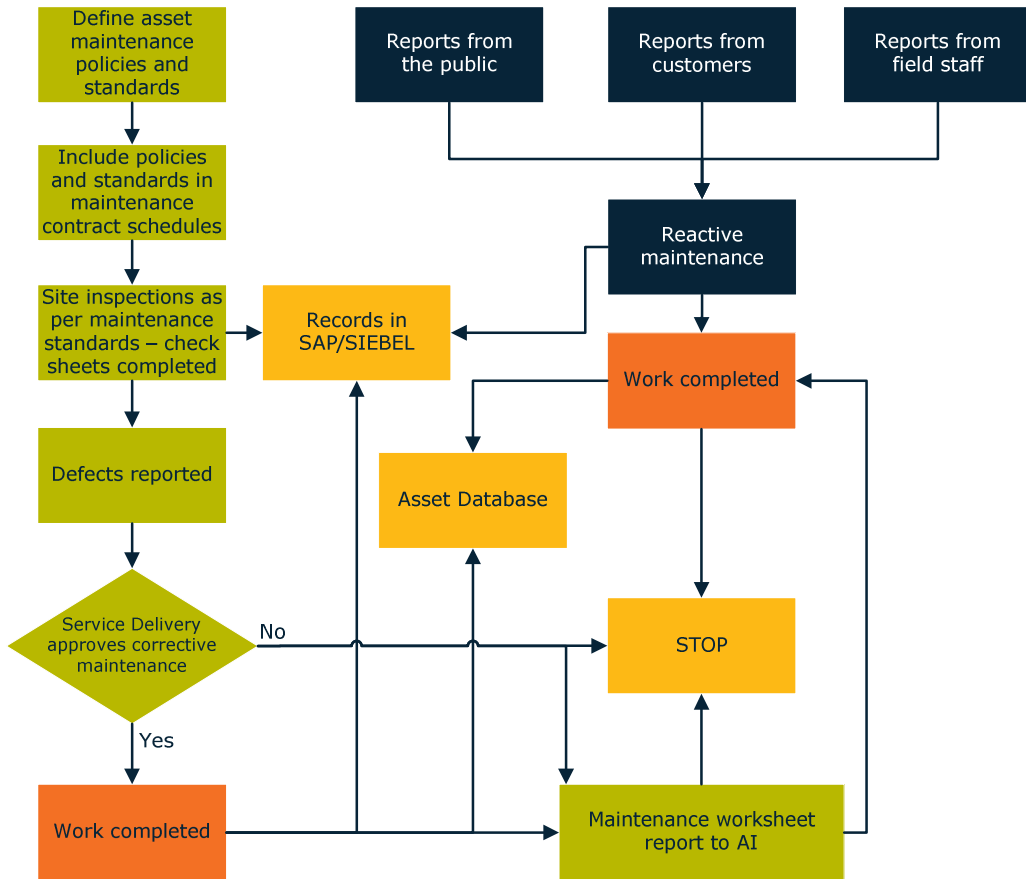 Define asset
maintenance
policies and
standards
Reports from
the public
Reports from
customers
Reports from
field staff
Include policies
and standards in
maintenance
contract schedules
Reactive
maintenance
Site inspections as
per maintenance
standards – check
sheets completed
Records in
SAP/SIEBEL
Work completed
Defects reported
Asset Database
Service Delivery
approves corrective
maintenance
No
STOP
Yes
Work completed
Maintenance worksheet
report to AI